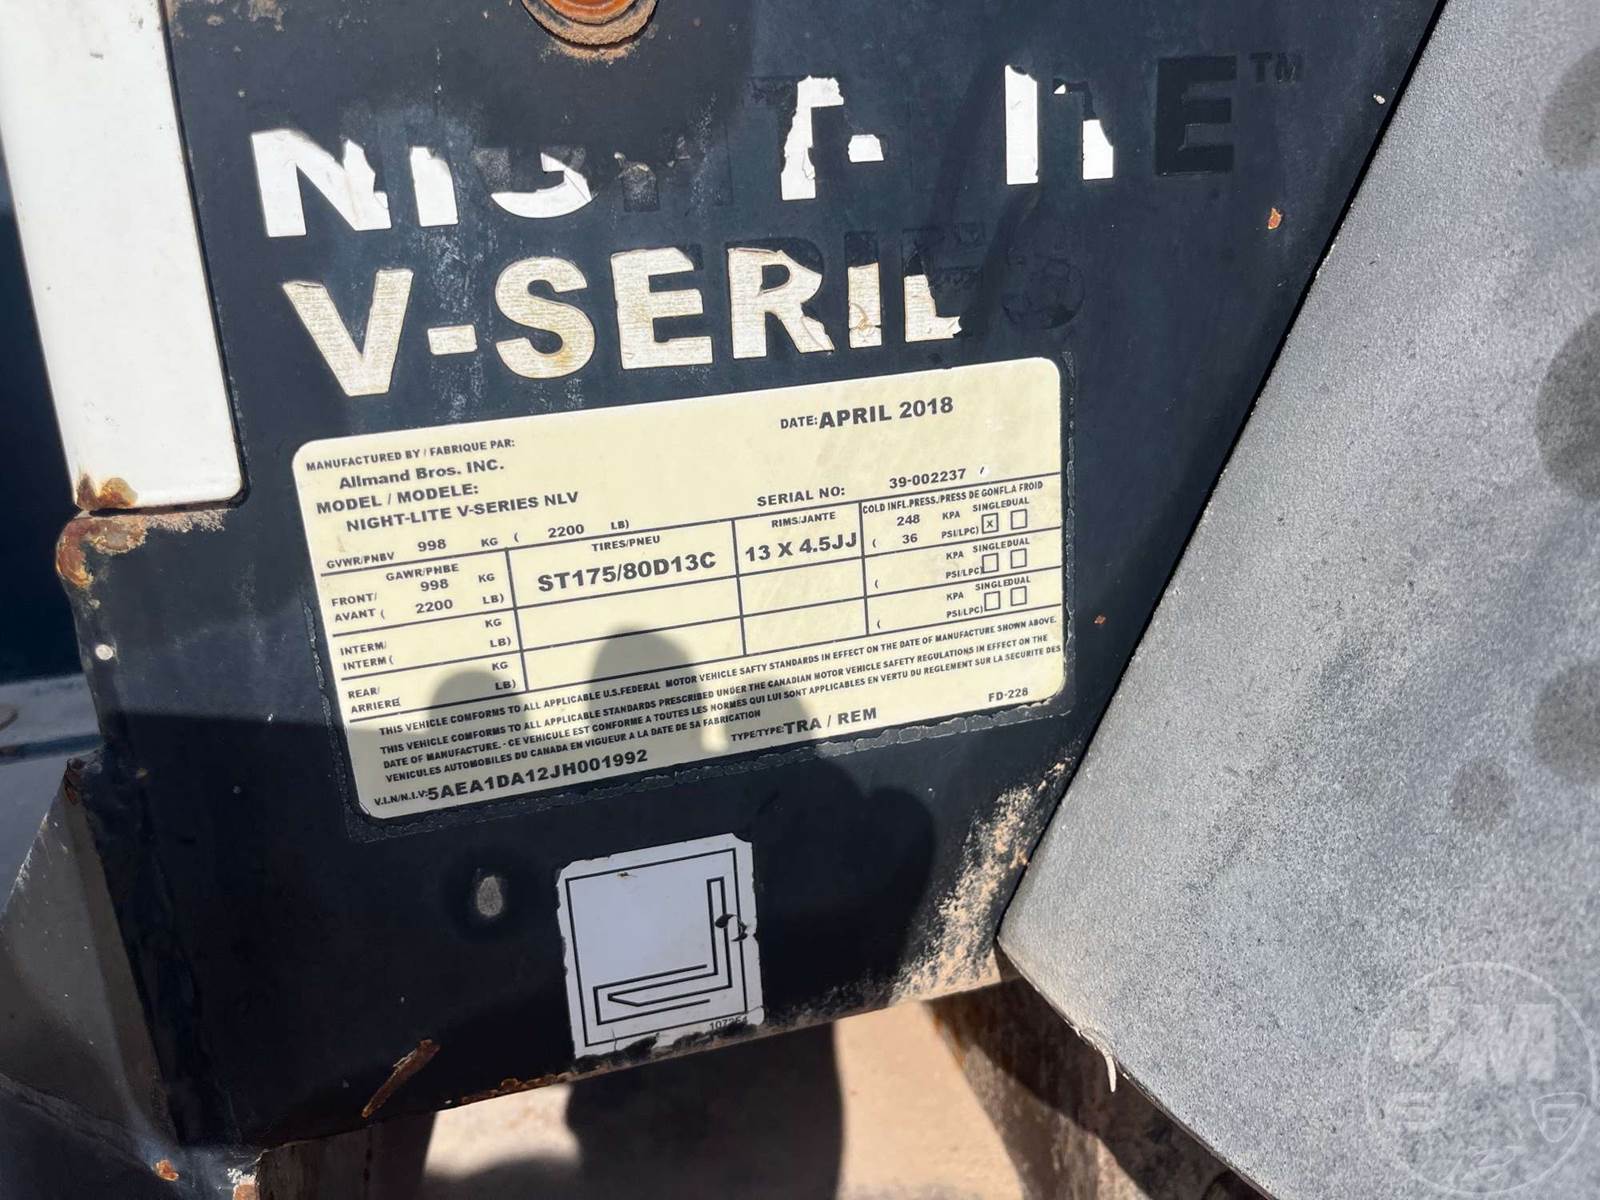 NIGHT-LITE™
V-SERIES
MANUFACTURED BY / FABRIQUE PAR:
Allmand Bros. INC.
DATE: APRIL 2018
MODEL / MODELE:
NIGHT-LITE V-SERIES NLV
SERIAL NO: 39-002237
GVWR/PNBV 998 KG ( 2200 LB)
GAWR/PHBE TIRES/PNEU RIMS/JANTE COLD INFL.PRESS./PRESS DE GONFL.A FROID
FRONT/ 998 KG ST175/80D13C 13 X 4.5JJ 248 KPA SINGLE DUAL
AVANT ( 2200 LB) ( 36 PSI/LPC) X
INTERM/ KG KPA SINGLE DUAL
INTERM ( LB) ( PSI/LPC)
REAR/ KG KPA SINGLE DUAL
ARRIERE LB) ( PSI/LPC)
THIS VEHICLE CONFORMS TO ALL APPLICABLE U.S.FEDERAL MOTOR VEHICLE SAFTY STANDARDS IN EFFECT ON THE DATE OF MANUFACTURE SHOWN ABOVE.
THIS VEHICLE CONFORMS TO ALL APPLICABLE STANDARDS PRESCRIBED UNDER THE CANADIAN MOTOR VEHICLE SAFETY REGULATIONS IN EFFECT ON THE
DATE OF MANUFACTURE. - CE VEHICULE EST CONFORME A TOUTES LES NORMES QUI LUI SONT APPLICABLES EN VERTU DU REGLEMENT SUR LA SECURITE DES
VENICULES AUTOMOBILES DU CANADA EN VIGUEUR A LA DATE DE SA FABRICATION
FD-228
V.I.N/N.I.V: 5AEA1DA12JH001992 TYPE/TYPE: TRA / REM
JM